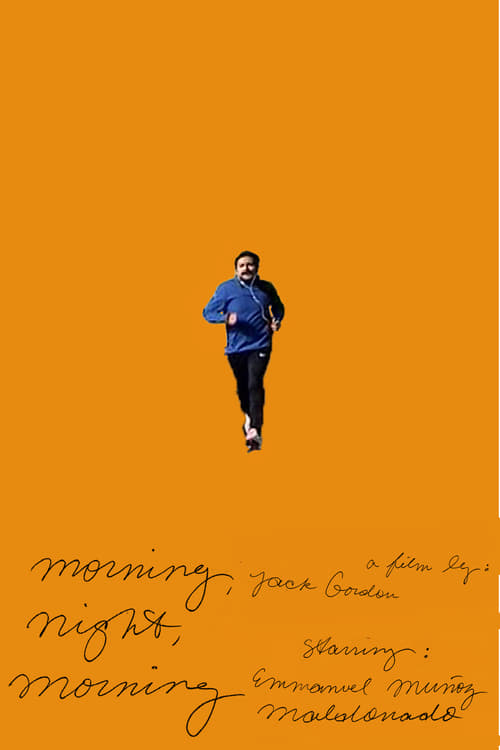 morning,
night,
morning
a film by:
Jack Gordon
starring:
Emmanuel Muñoz
Maldonado